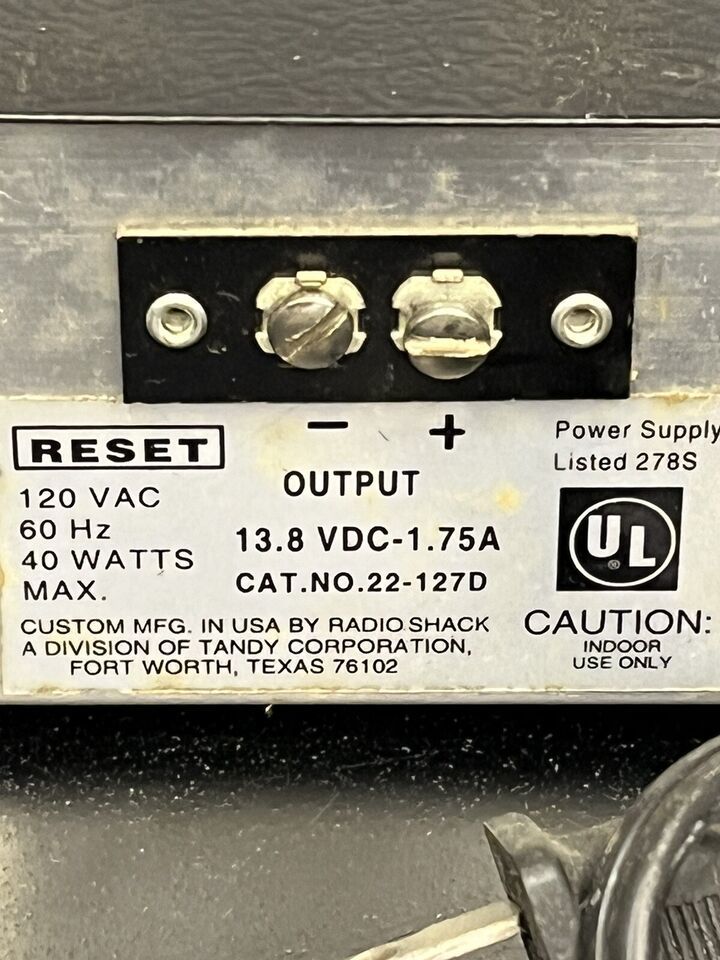 − +
RESET
120 VAC
60 Hz
40 WATTS
MAX.
OUTPUT
13.8 VDC-1.75A
CAT.NO.22-127D
Power Supply
Listed 278S
UL
®
CUSTOM MFG. IN USA BY RADIO SHACK
A DIVISION OF TANDY CORPORATION,
FORT WORTH, TEXAS 76102
CAUTION:
INDOOR
USE ONLY